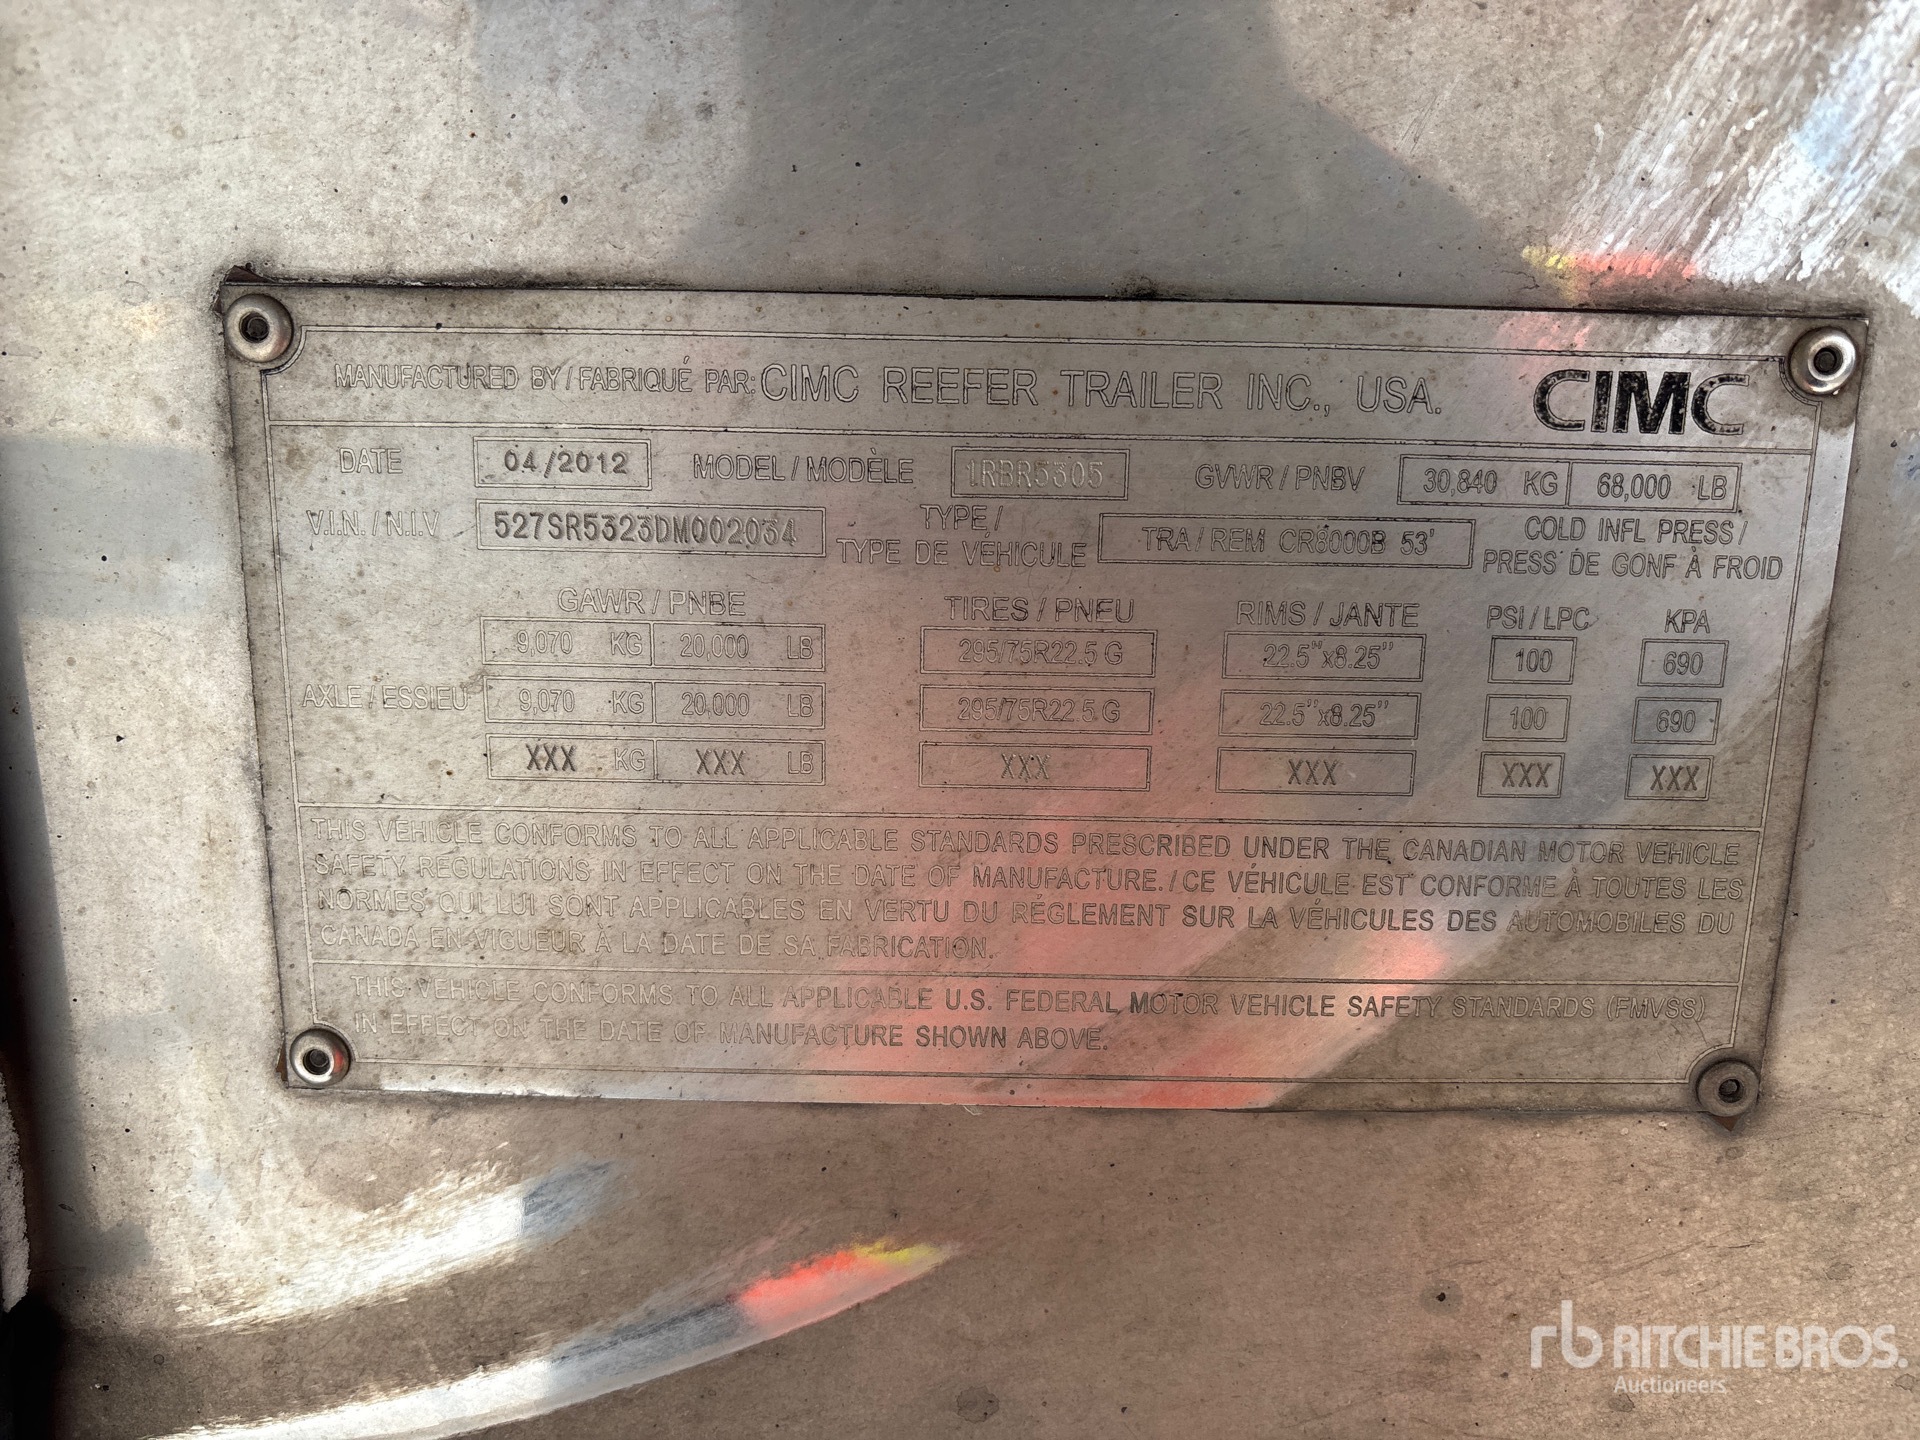 MANUFACTURED BY / FABRIQUÉ PAR: CIMC REEFER TRAILER INC., USA. CIMC
DATE 04/2012 MODEL / MODÈLE 1RBR5305 GVWR / PNBV 30,840 KG 68,000 LB
V.I.N. / N.I.V 527SR5323DM002034 TYPE / TYPE DE VÉHICULE TRA / REM CR8000B 53' COLD INFL PRESS / PRESS DE GONF À FROID
GAWR / PNBE TIRES / PNEU RIMS / JANTE PSI / LPC KPA
9,070 KG 20,000 LB 295/75R22.5 G 22.5"x8.25" 100 690
AXLE / ESSIEU 9,070 KG 20,000 LB 295/75R22.5 G 22.5"x8.25" 100 690
XXX KG XXX LB XXX XXX XXX XXX
THIS VEHICLE CONFORMS TO ALL APPLICABLE STANDARDS PRESCRIBED UNDER THE CANADIAN MOTOR VEHICLE
SAFETY REGULATIONS IN EFFECT ON THE DATE OF MANUFACTURE. / CE VÉHICULE EST CONFORME À TOUTES LES
NORMES QUI LUI SONT APPLICABLES EN VERTU DU RÉGLEMENT SUR LA VÉHICULES DES AUTOMOBILES DU
CANADA EN VIGUEUR À LA DATE DE SA FABRICATION.
THIS VEHICLE CONFORMS TO ALL APPLICABLE U.S. FEDERAL MOTOR VEHICLE SAFETY STANDARDS (FMVSS)
IN EFFECT ON THE DATE OF MANUFACTURE SHOWN ABOVE.
rb RITCHIE BROS.
Auctioneers